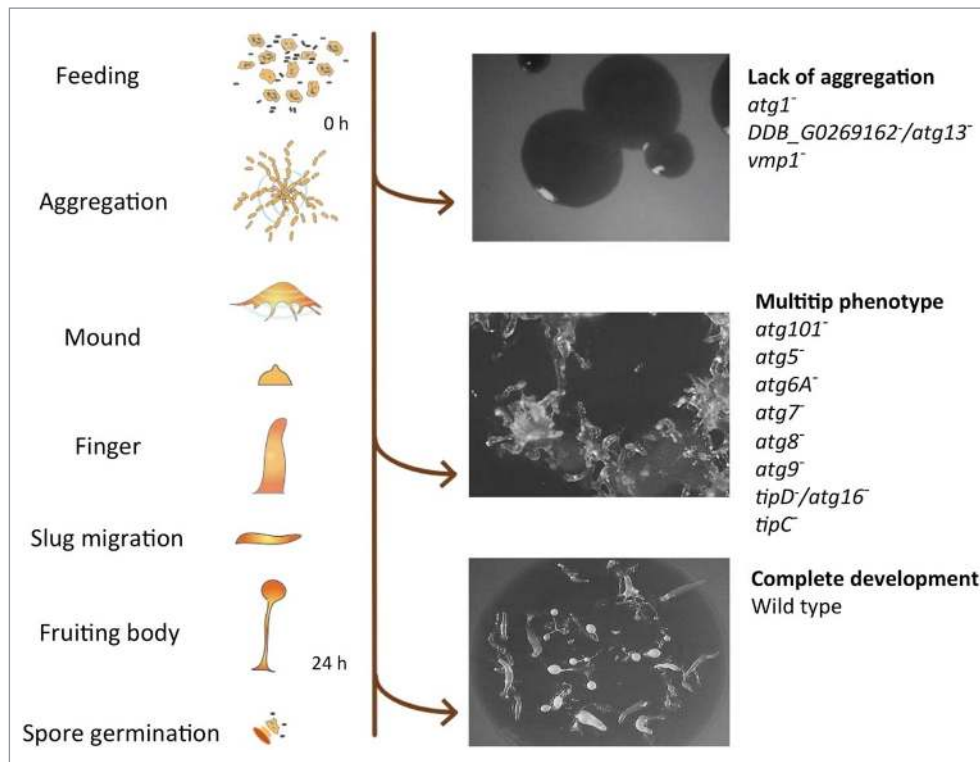 Feeding
0 h
Aggregation
Mound
Finger
Slug migration
Fruiting body
24 h
Spore germination
Lack of aggregation
atg1⁻
DDB_G0269162⁻/atg13⁻
vmp1⁻
Multitip phenotype
atg101⁻
atg5⁻
atg6A⁻
atg7⁻
atg8⁻
atg9⁻
tipD⁻/atg16⁻
tipC⁻
Complete development
Wild type